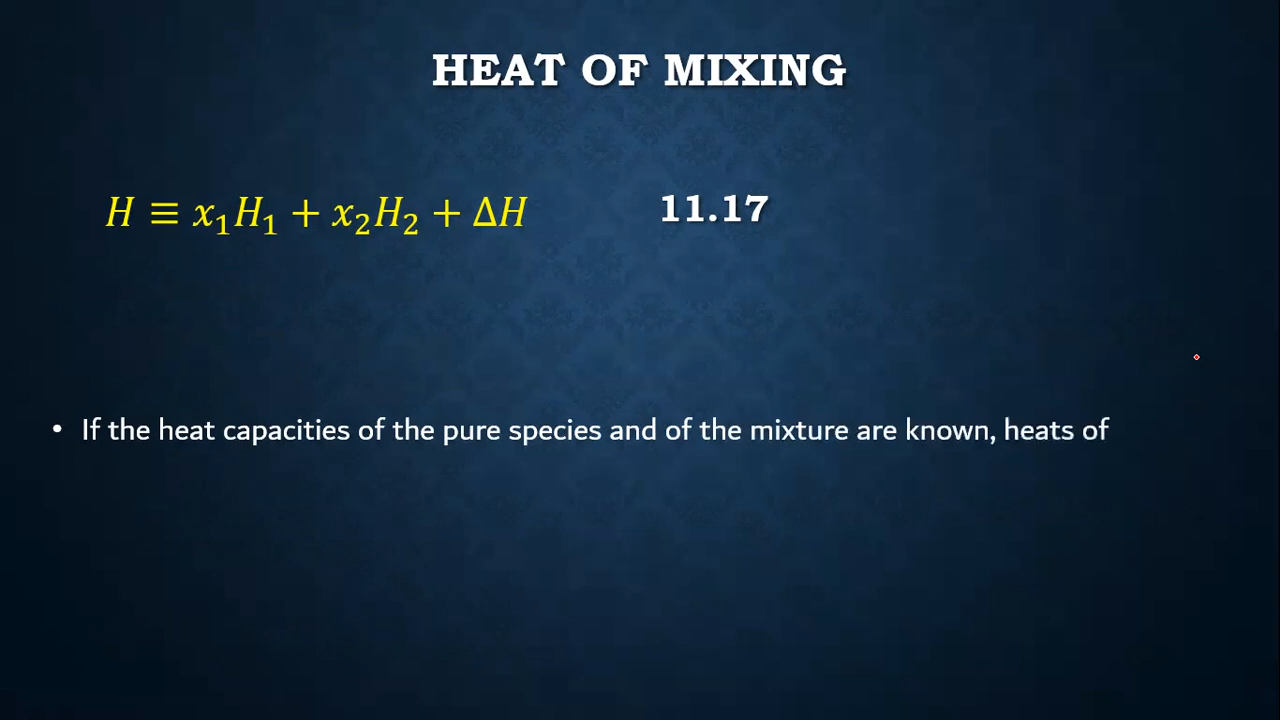 HEAT OF MIXING
H ≡ x₁H₁ + x₂H₂ + ΔH 11.17
• If the heat capacities of the pure species and of the mixture are known, heats of